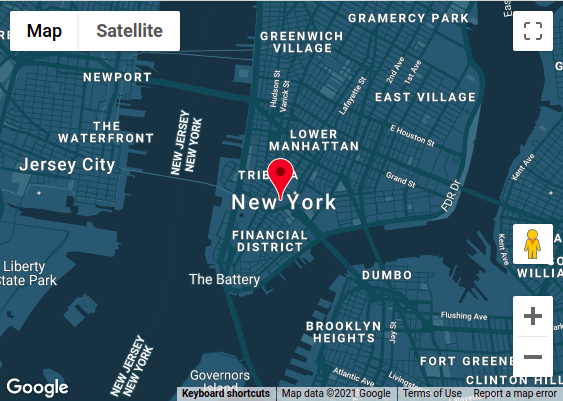 Map
Satellite
GRAMERCY PARK
GREENWICH
VILLAGE
NEWPORT
Hudson St
Varick St
Lafayette St
2nd Ave
1st Ave
EAST VILLAGE
THE
WATERFRONT
NEW JERSEY
NEW YORK
LOWER
MANHATTAN
E Houston St
Jersey City
Grand St
Kent Ave
FDR Dr
New York
FINANCIAL
DISTRICT
Kent Ave
Liberty
State Park
The Battery
DUMBO
Flushing Ave
BROOKLYN
HEIGHTS
Jay St
NEW JERSEY
NEW YORK
FORT GREENE
Governors
Island
Atlantic Ave
CLINTON HILL
Google
Keyboard shortcuts
Map data ©2021 Google
Terms of Use
Report a map error